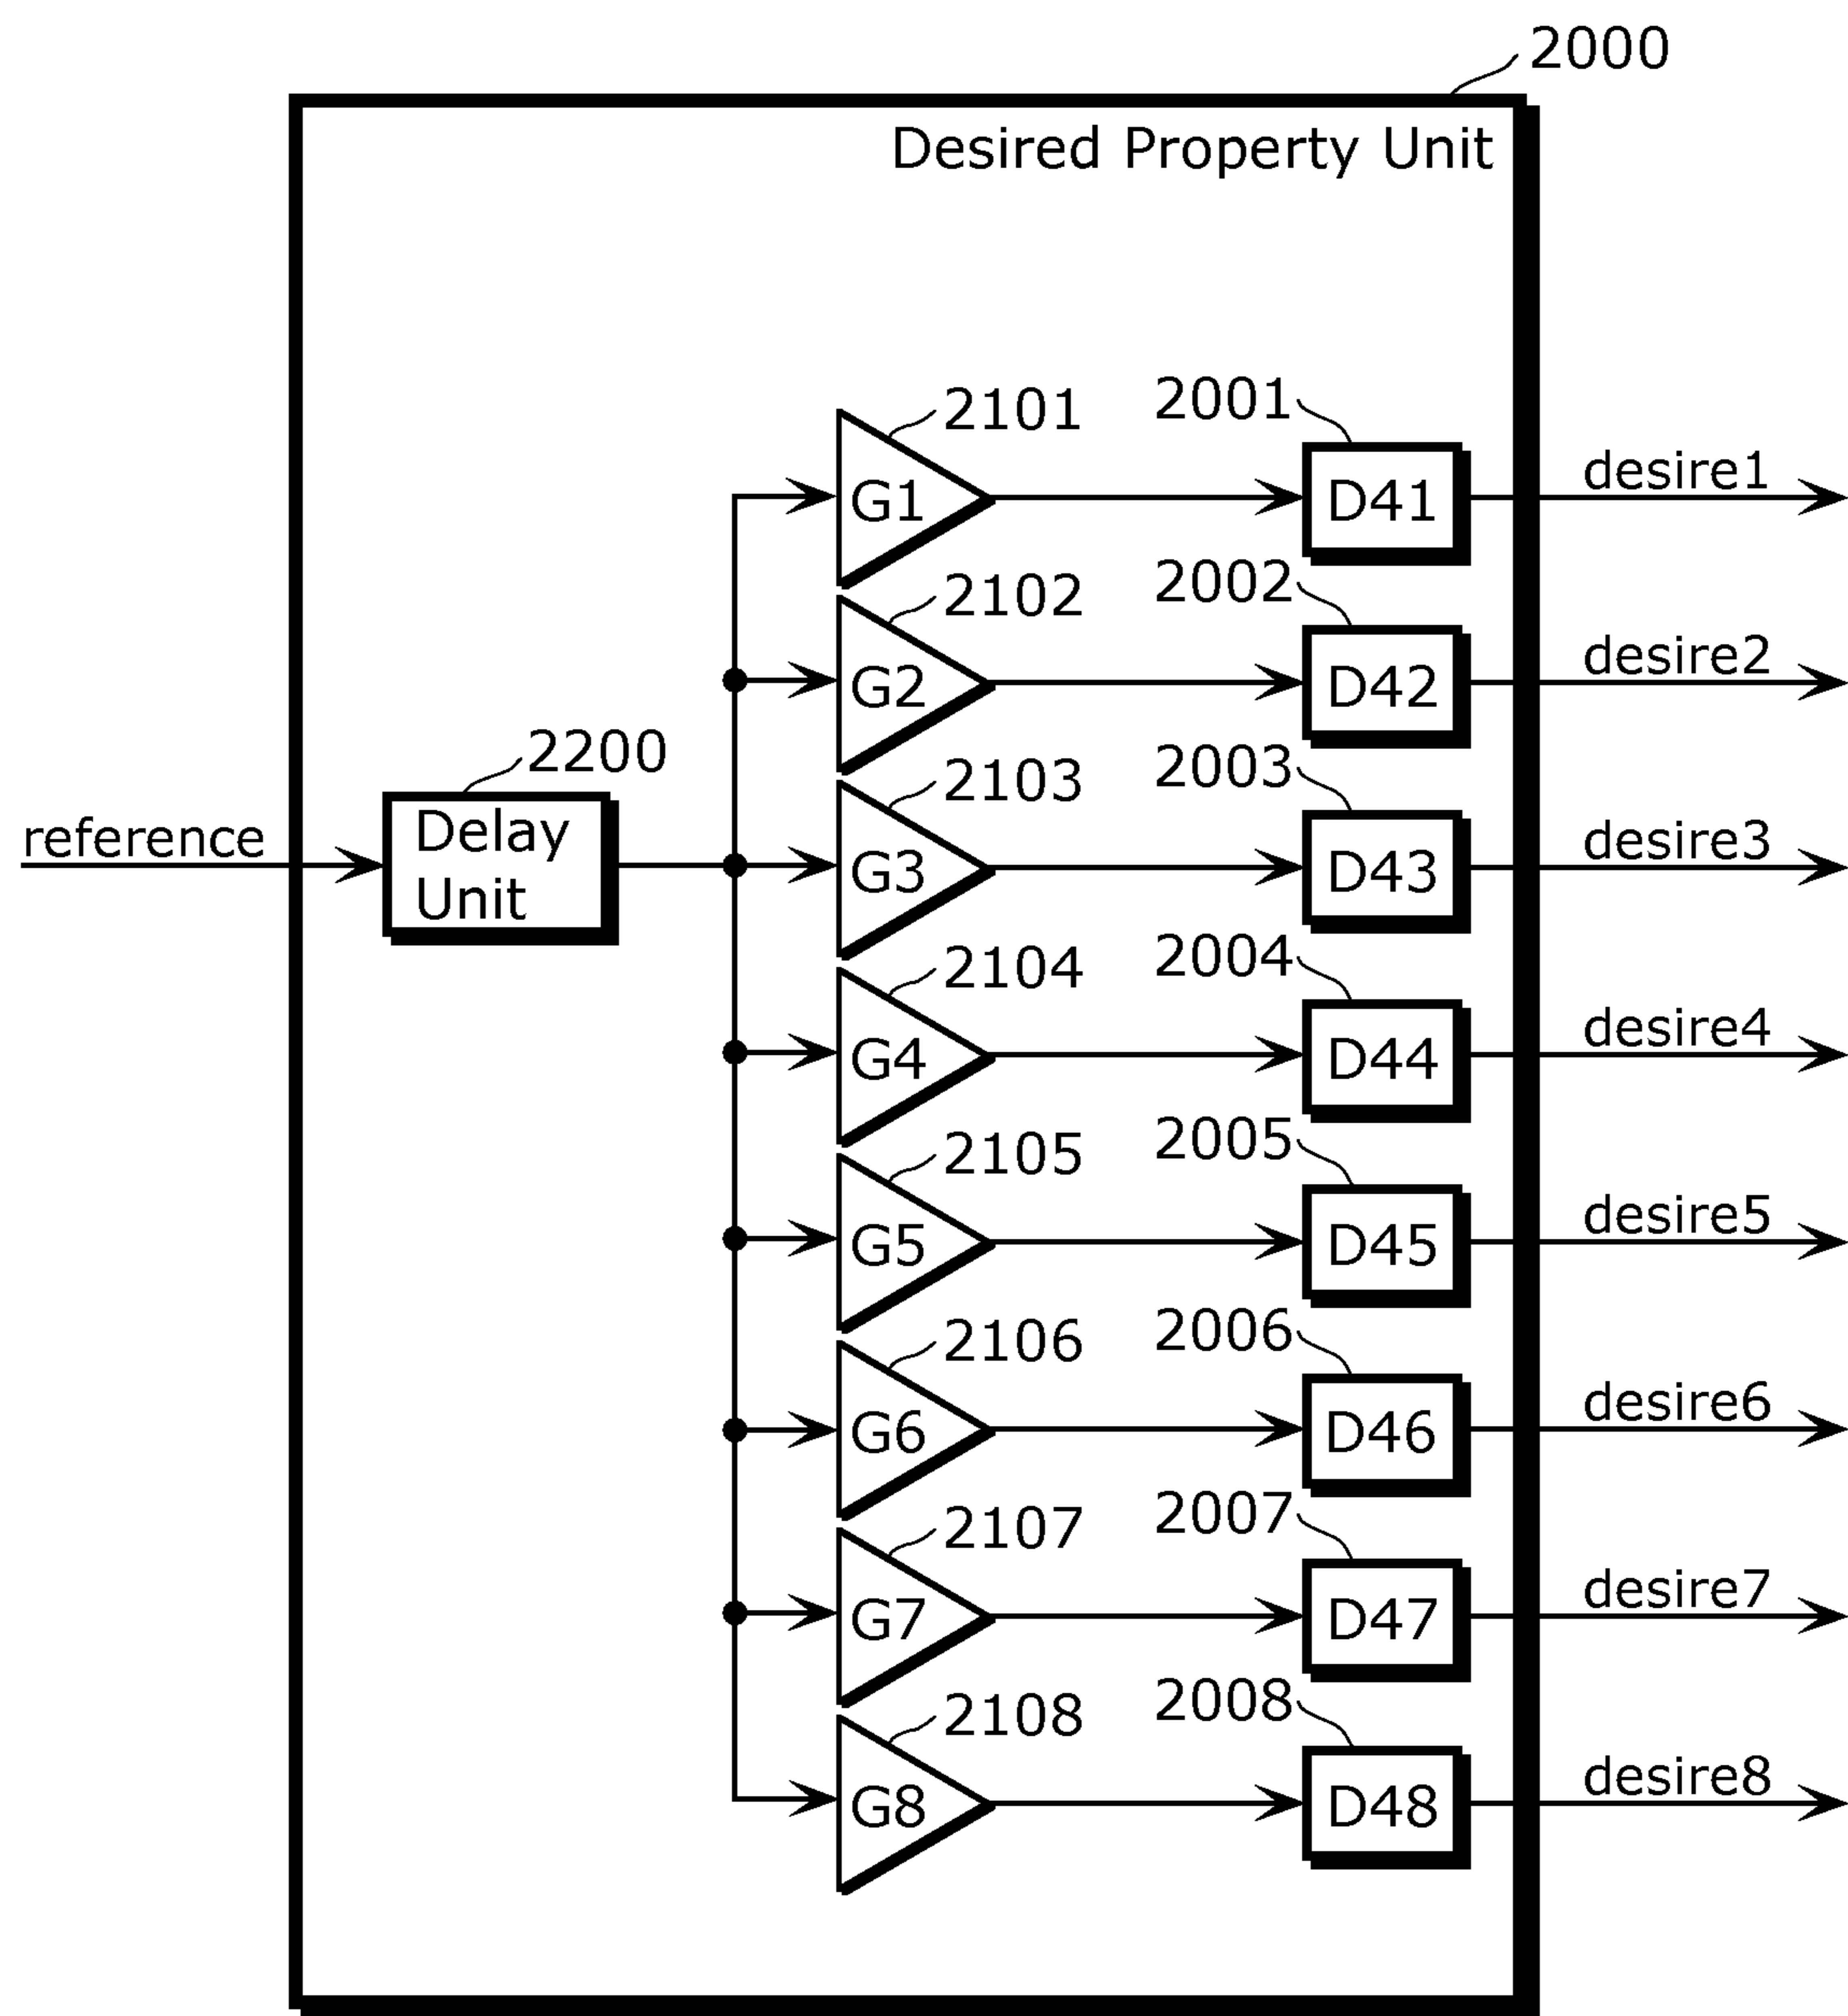 2000
Desired Property Unit
2101
2001
G1
D41
desire1
2102
2002
G2
D42
desire2
2200
2103
2003
reference
Delay
Unit
G3
D43
desire3
2104
2004
G4
D44
desire4
2105
2005
G5
D45
desire5
2106
2006
G6
D46
desire6
2107
2007
G7
D47
desire7
2108
2008
G8
D48
desire8